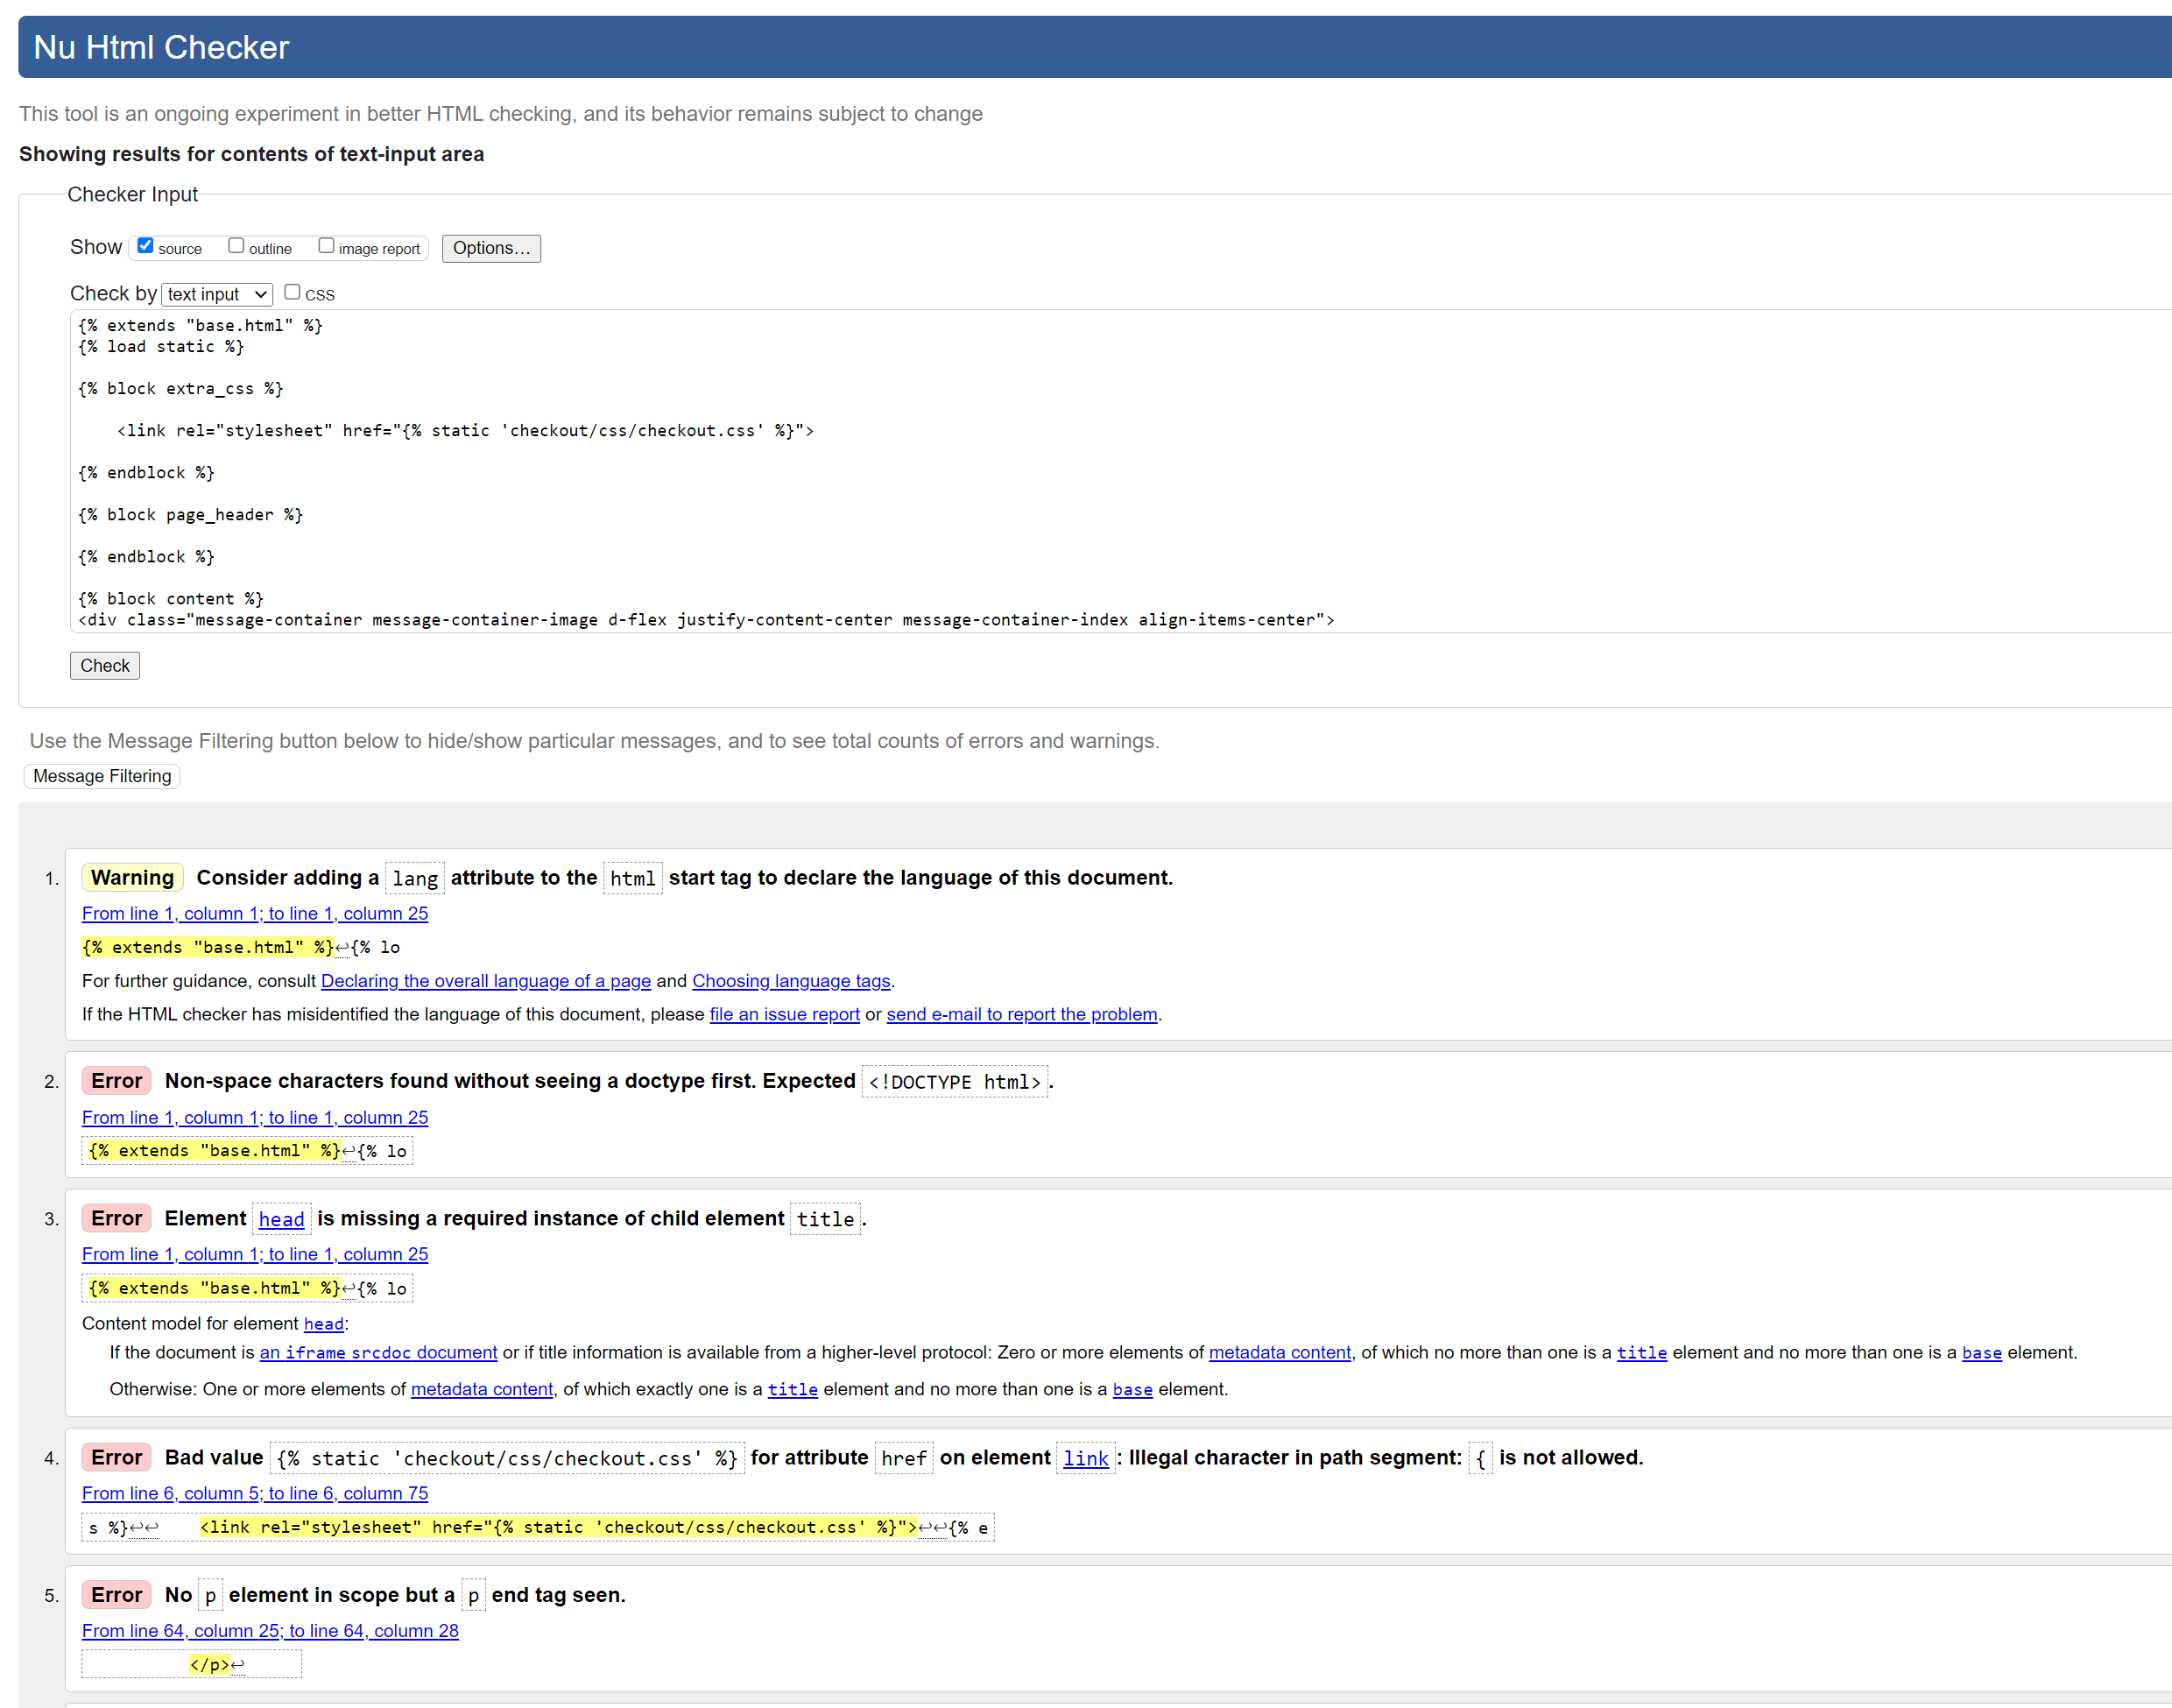 Nu Html Checker
This tool is an ongoing experiment in better HTML checking, and its behavior remains subject to change
Showing results for contents of text-input area
Checker Input
Show source outline image report Options...
Check by text input CSS
{% extends "base.html" %}
{% load static %}
{% block extra_css %}
<link rel="stylesheet" href="{% static 'checkout/css/checkout.css' %}">
{% endblock %}
{% block page_header %}
{% endblock %}
{% block content %}
<div class="message-container message-container-image d-flex justify-content-center message-container-index align-items-center">
Check
Use the Message Filtering button below to hide/show particular messages, and to see total counts of errors and warnings.
Message Filtering
1. Warning Consider adding a lang attribute to the html start tag to declare the language of this document.
From line 1, column 1; to line 1, column 25
{% extends "base.html" %}↩{% lo
For further guidance, consult Declaring the overall language of a page and Choosing language tags.
If the HTML checker has misidentified the language of this document, please file an issue report or send e-mail to report the problem.
2. Error Non-space characters found without seeing a doctype first. Expected <!DOCTYPE html>.
From line 1, column 1; to line 1, column 25
{% extends "base.html" %}↩{% lo
3. Error Element head is missing a required instance of child element title.
From line 1, column 1; to line 1, column 25
{% extends "base.html" %}↩{% lo
Content model for element head:
If the document is an iframe srcdoc document or if title information is available from a higher-level protocol: Zero or more elements of metadata content, of which no more than one is a title element and no more than one is a base element.
Otherwise: One or more elements of metadata content, of which exactly one is a title element and no more than one is a base element.
4. Error Bad value {% static 'checkout/css/checkout.css' %} for attribute href on element link: Illegal character in path segment: { is not allowed.
From line 6, column 5; to line 6, column 75
s %}↩↩ <link rel="stylesheet" href="{% static 'checkout/css/checkout.css' %}">↩↩{% e
5. Error No p element in scope but a p end tag seen.
From line 64, column 25; to line 64, column 28
</p>↩